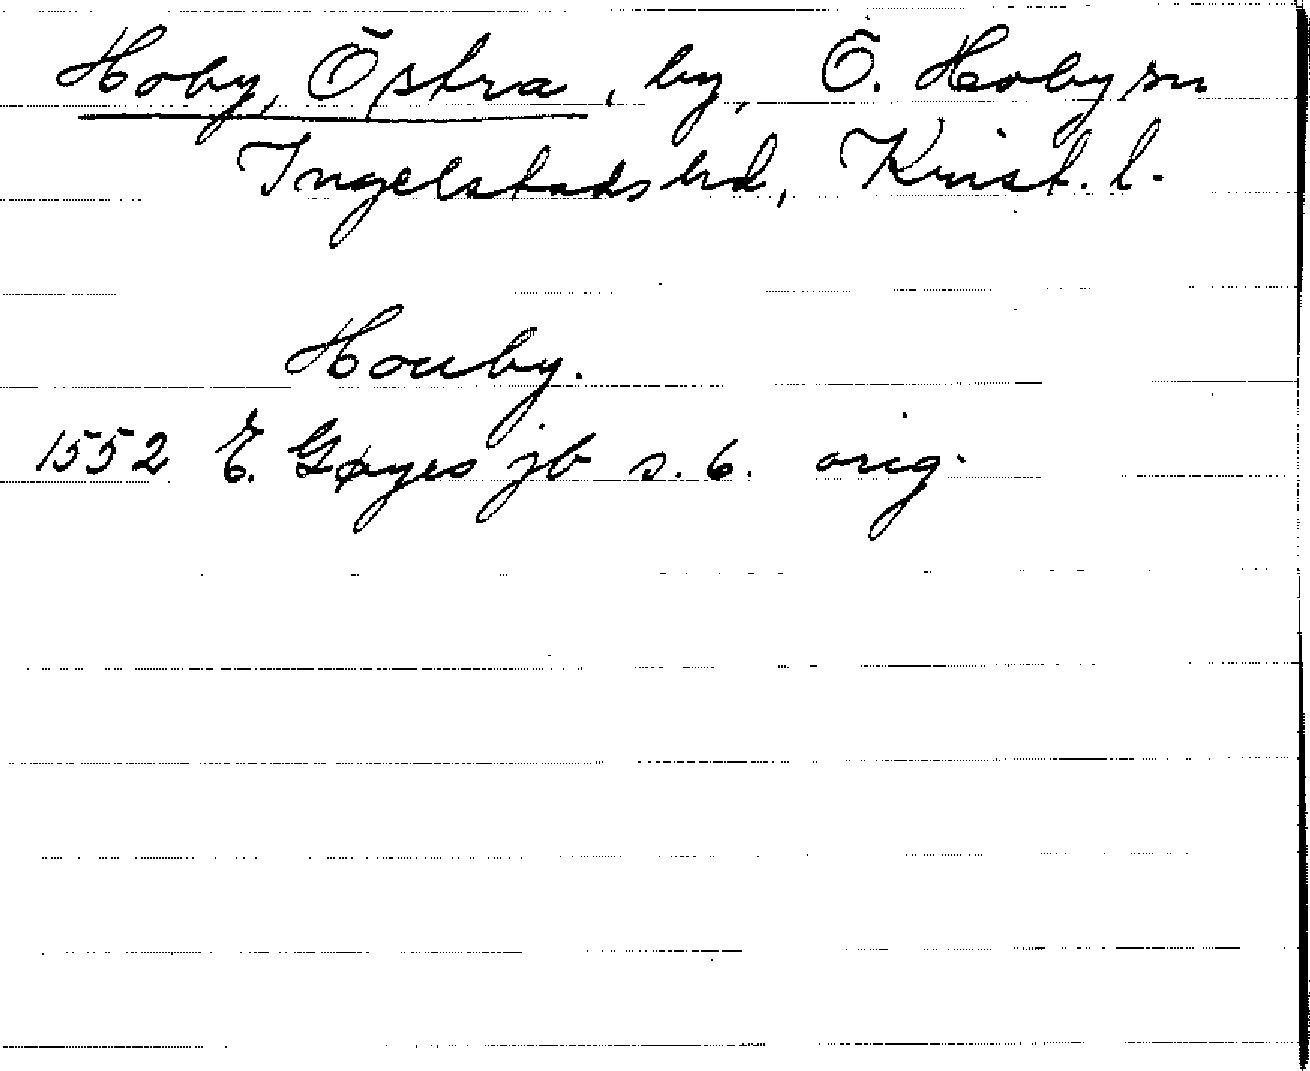 Hoby, Östra, by, Ö. Hoby sn
Ingelstads hd, Krist. l.
Houby.
1552 E. Gøyes jb s. 6. orig.